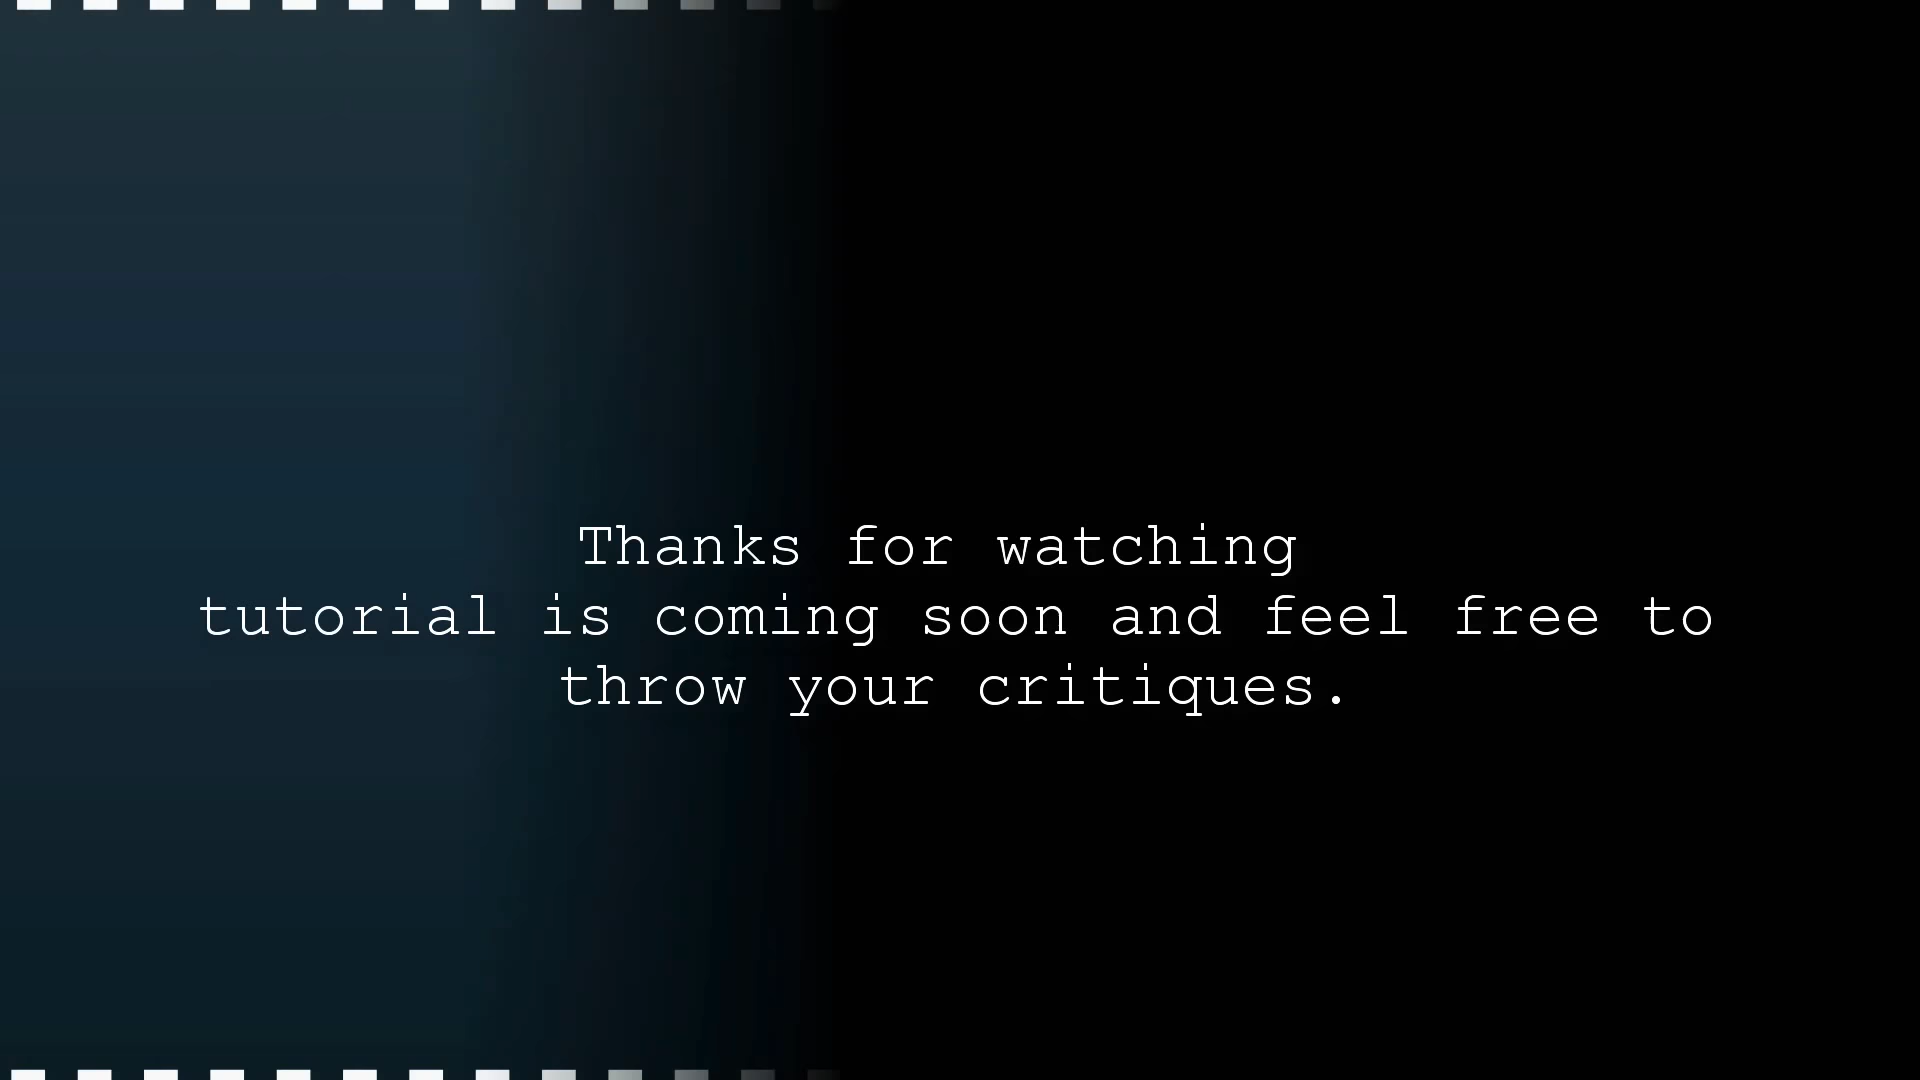 Thanks for watching
tutorial is coming soon and feel free to
throw your critiques.